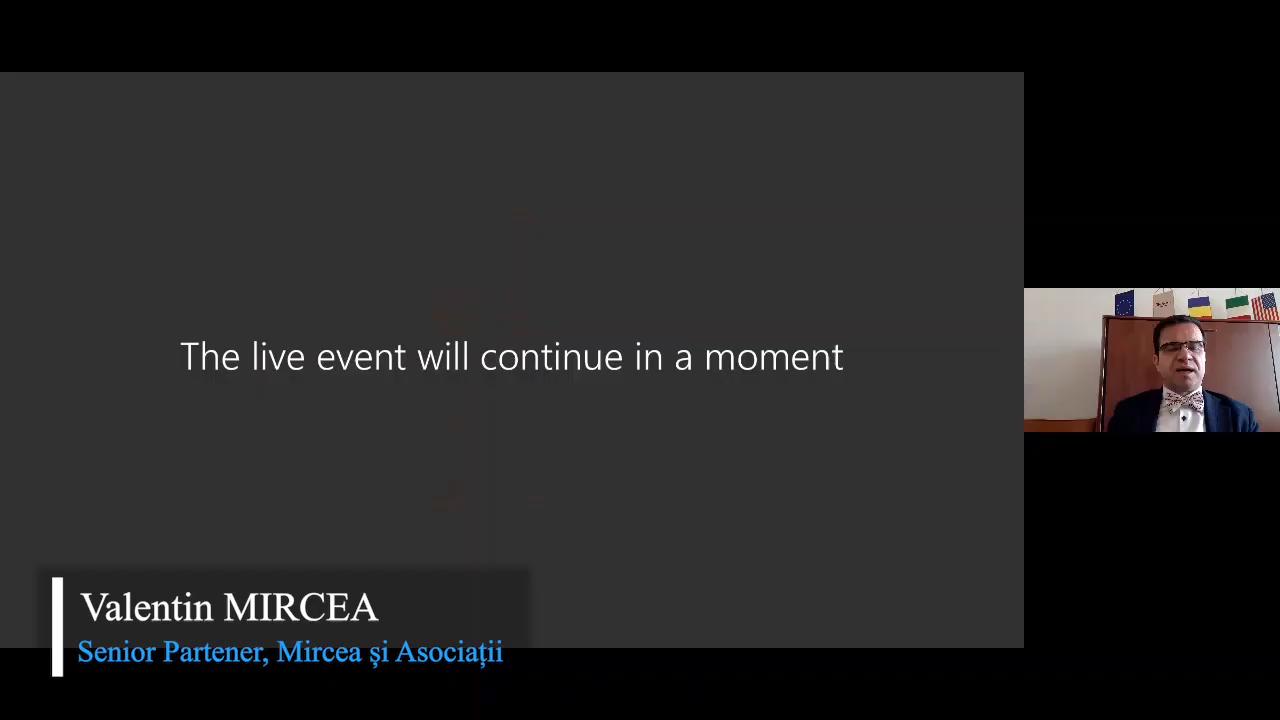 The live event will continue in a moment
Valentin MIRCEA
Senior Partener, Mircea și Asociații